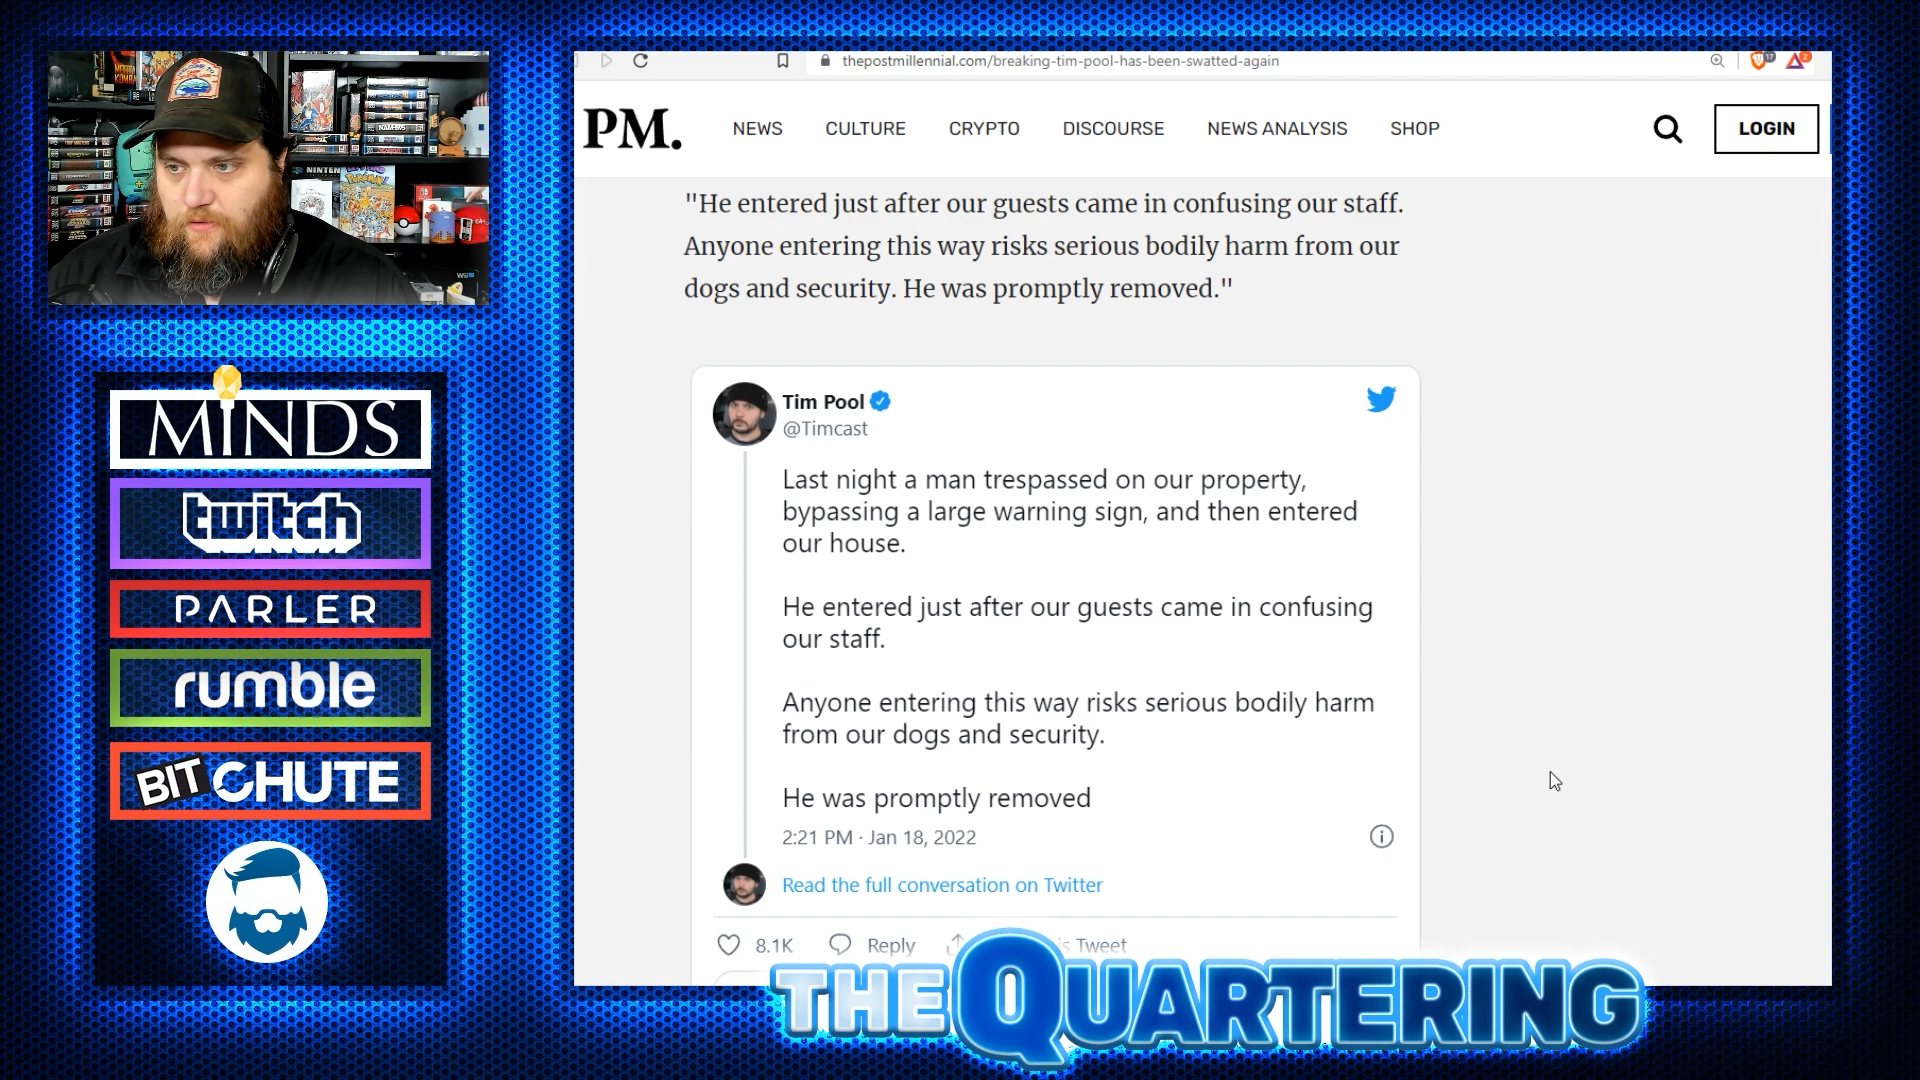 thepostmillennial.com/breaking-tim-pool-has-been-swatted-again
PM.
NEWS
CULTURE
CRYPTO
DISCOURSE
NEWS ANALYSIS
SHOP
LOGIN
"He entered just after our guests came in confusing our staff.
Anyone entering this way risks serious bodily harm from our
dogs and security. He was promptly removed."
Tim Pool
@Timcast
Last night a man trespassed on our property,
bypassing a large warning sign, and then entered
our house.
He entered just after our guests came in confusing
our staff.
Anyone entering this way risks serious bodily harm
from our dogs and security.
He was promptly removed
2:21 PM · Jan 18, 2022
Read the full conversation on Twitter
8.1K
Reply
Tweet
MINDS
twitch
PARLER
rumble
BITCHUTE
THE QUARTERING